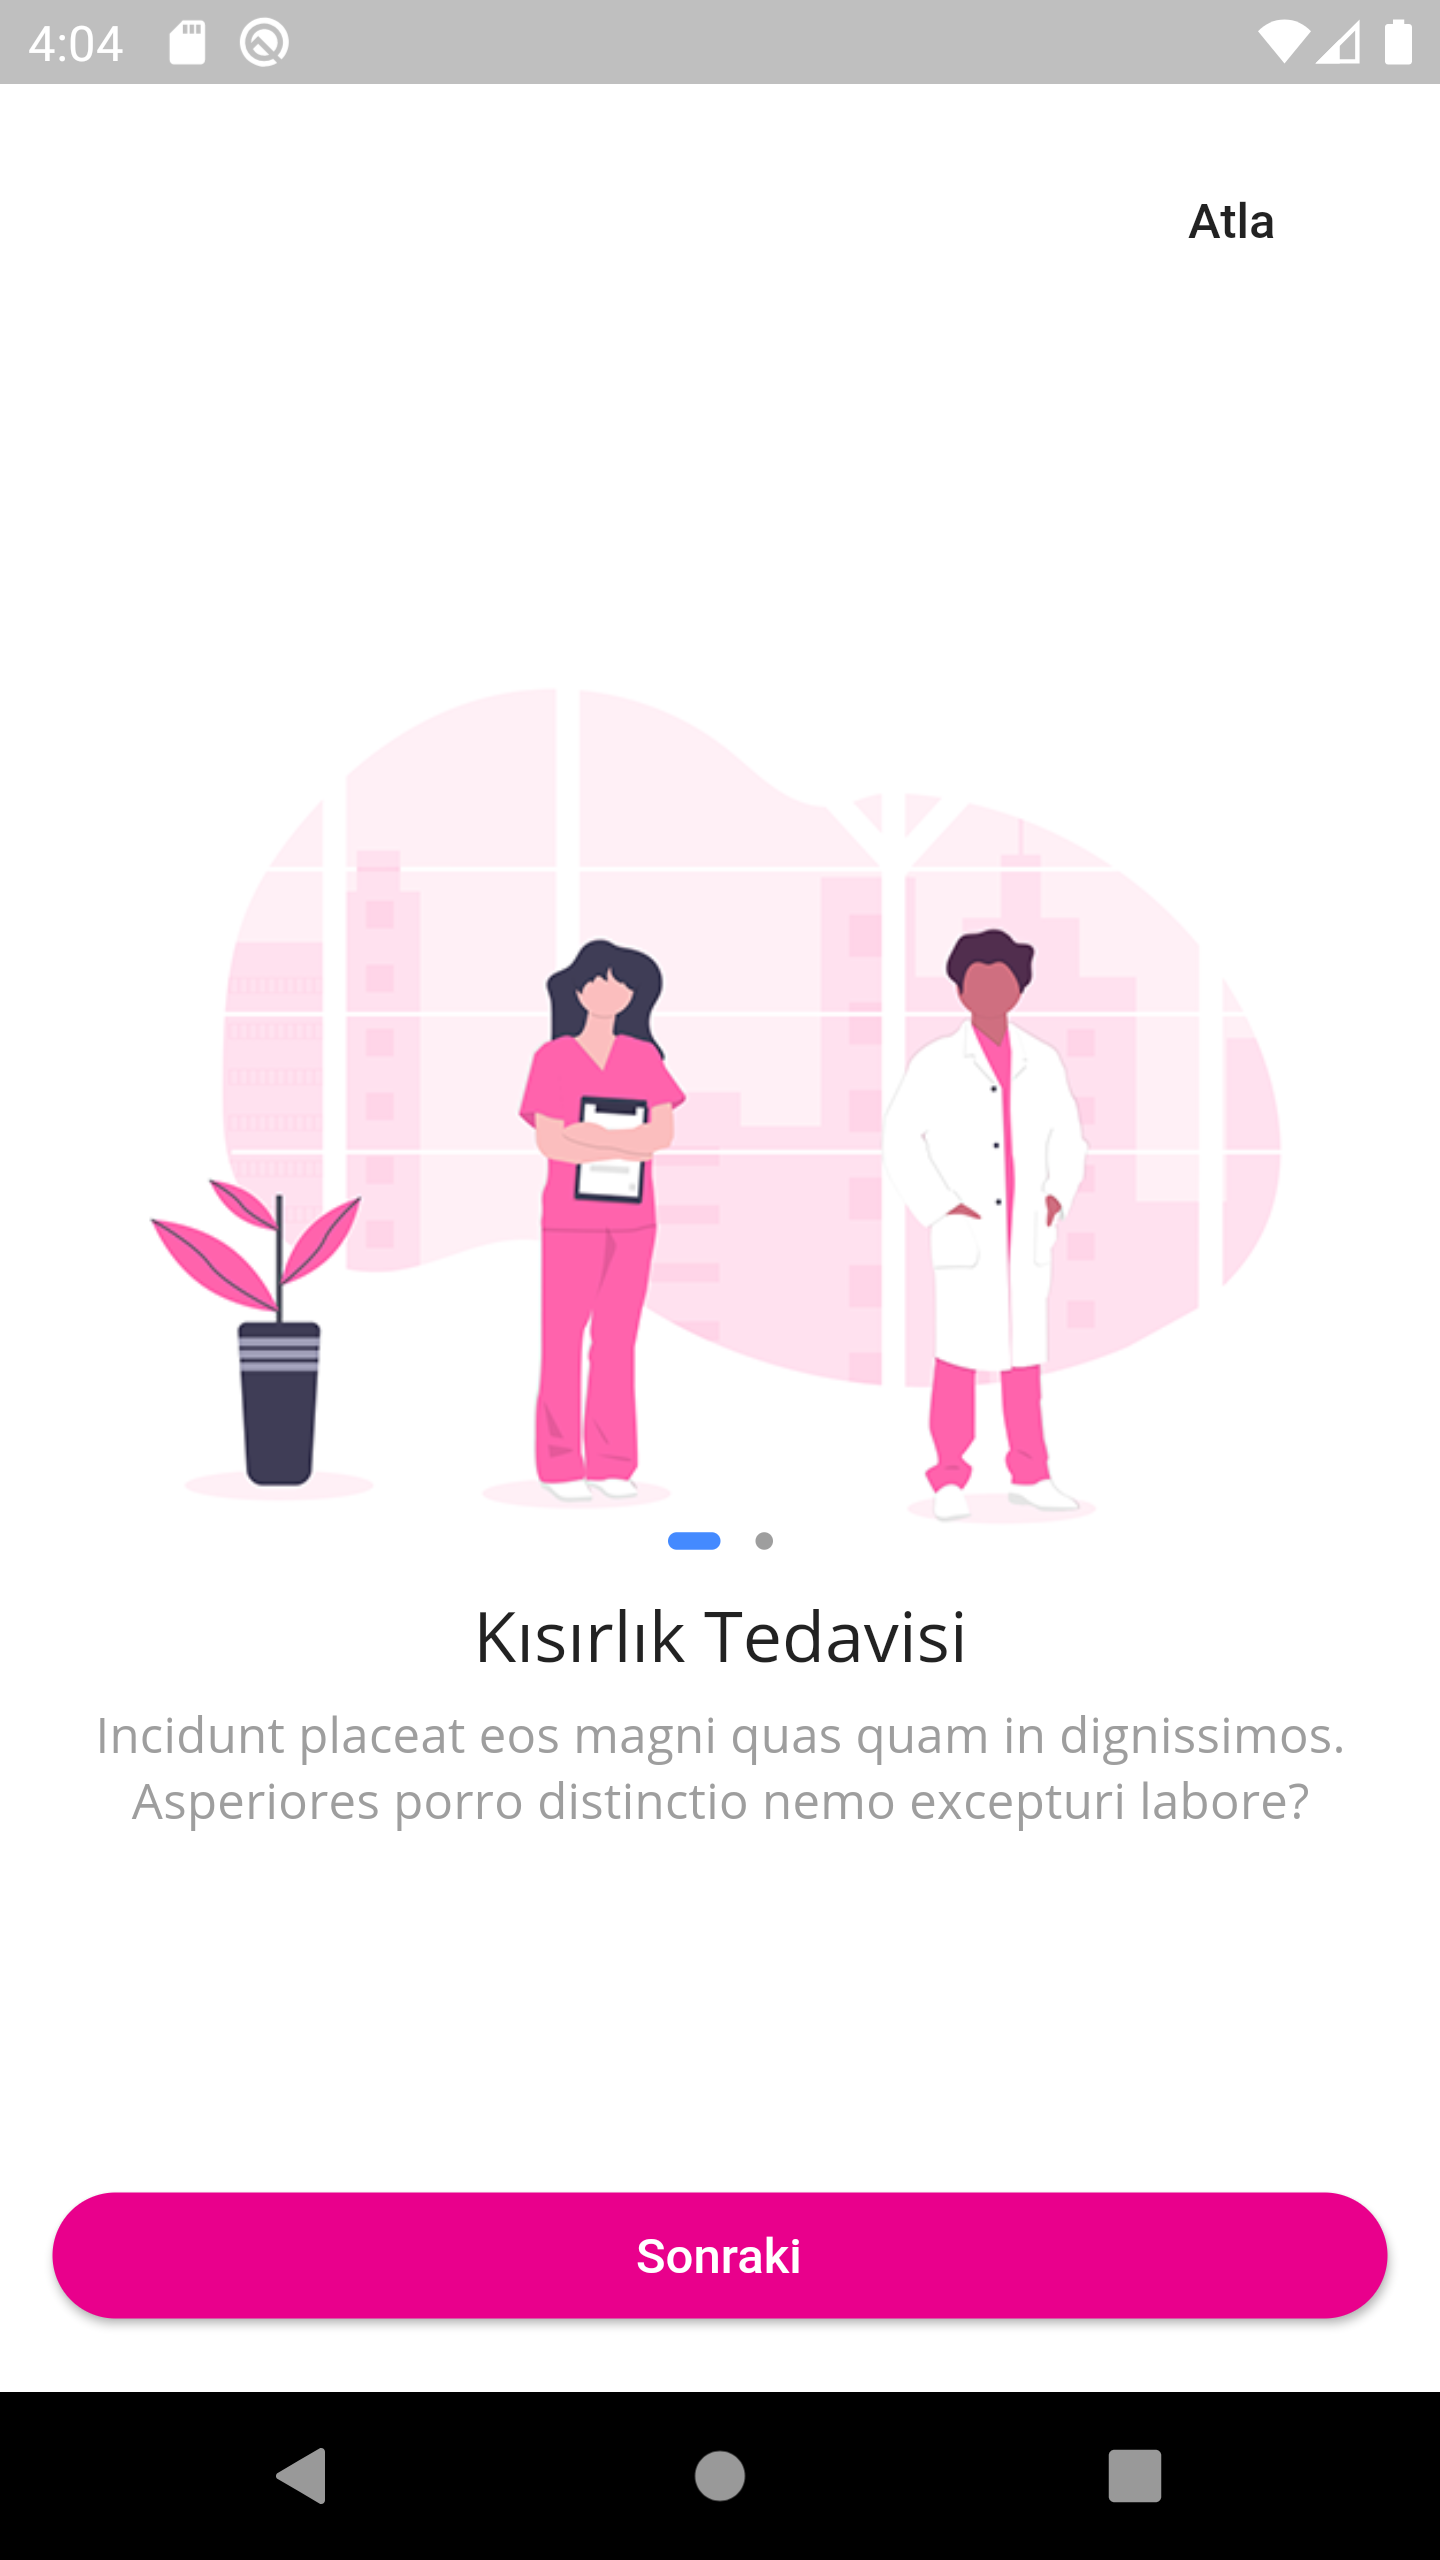 4:04
Atla
Kısırlık Tedavisi
Incidunt placeat eos magni quas quam in dignissimos.
Asperiores porro distinctio nemo excepturi labore?
Sonraki